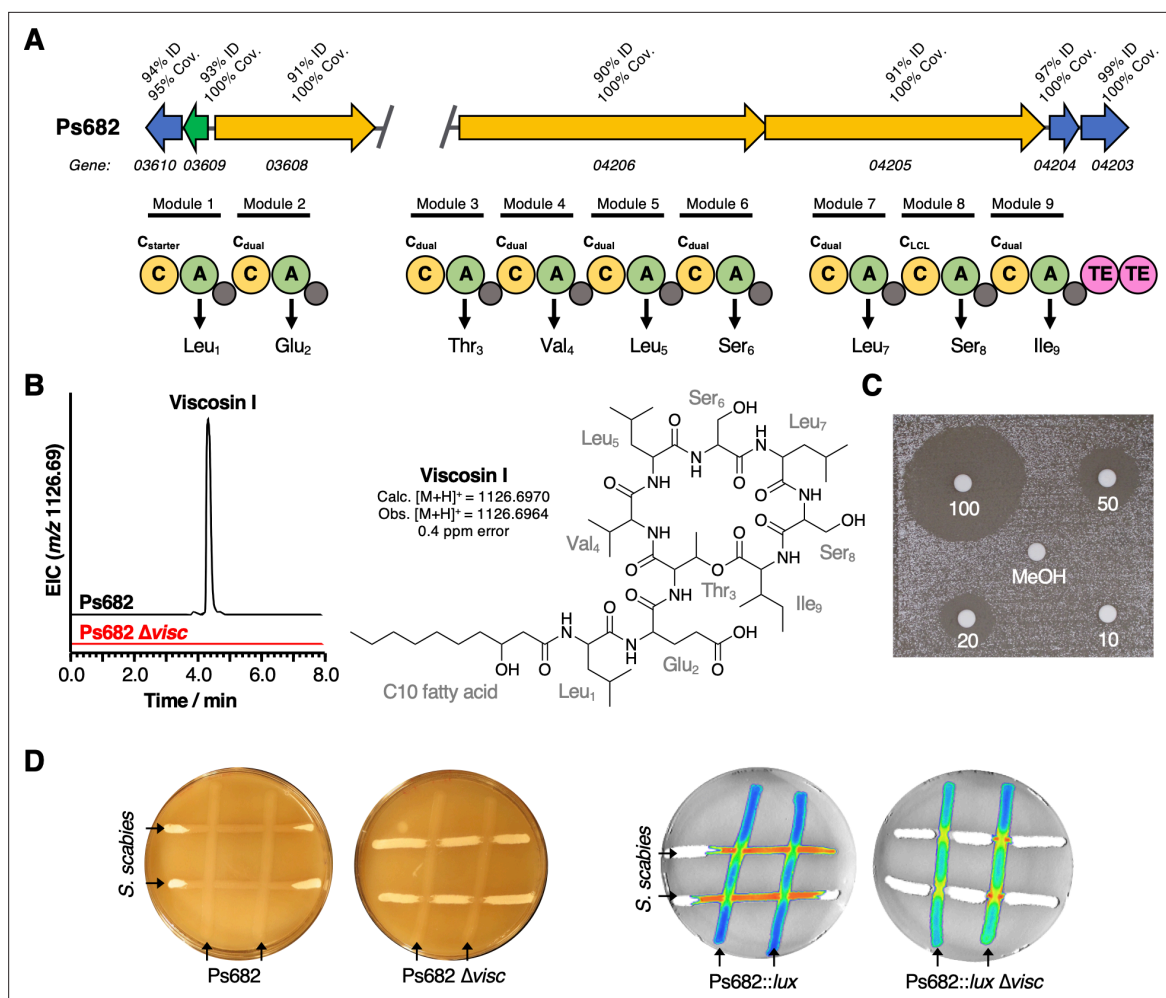 A
94% ID
95% Cov.
93% ID
100% Cov.
91% ID
100% Cov.
90% ID
100% Cov.
91% ID
100% Cov.
97% ID
100% Cov.
99% ID
100% Cov.
Ps682
Gene: 03610 03609 03608 04206 04205 04204 04203
Module 1 Module 2 Module 3 Module 4 Module 5 Module 6 Module 7 Module 8 Module 9
Cstarter Cdual Cdual Cdual Cdual Cdual Cdual CLCL Cdual
C A C A C A C A C A C A C A C A C A TE TE
Leu1 Glu2 Thr3 Val4 Leu5 Ser6 Leu7 Ser8 Ile9
B
EIC (m/z 1126.69)
Viscosin I
Ps682
Ps682 Δvisc
0.0 2.0 4.0 6.0 8.0
Time / min
Viscosin I
Calc. [M+H]+ = 1126.6970
Obs. [M+H]+ = 1126.6964
0.4 ppm error
Ser6
OH
Leu7
Leu5
O
N
H
H
N
O
O
NH
O
NH
OH
Val4
NH
O
O
Ser8
O
O
NH
Thr3
NH
Ile9
O
O
H
N
OH
O
N
H
OH
O
Glu2
C10 fatty acid
Leu1
C
100
50
MeOH
20
10
D
S. scabies
Ps682
Ps682 Δvisc
S. scabies
Ps682::lux
Ps682::lux Δvisc